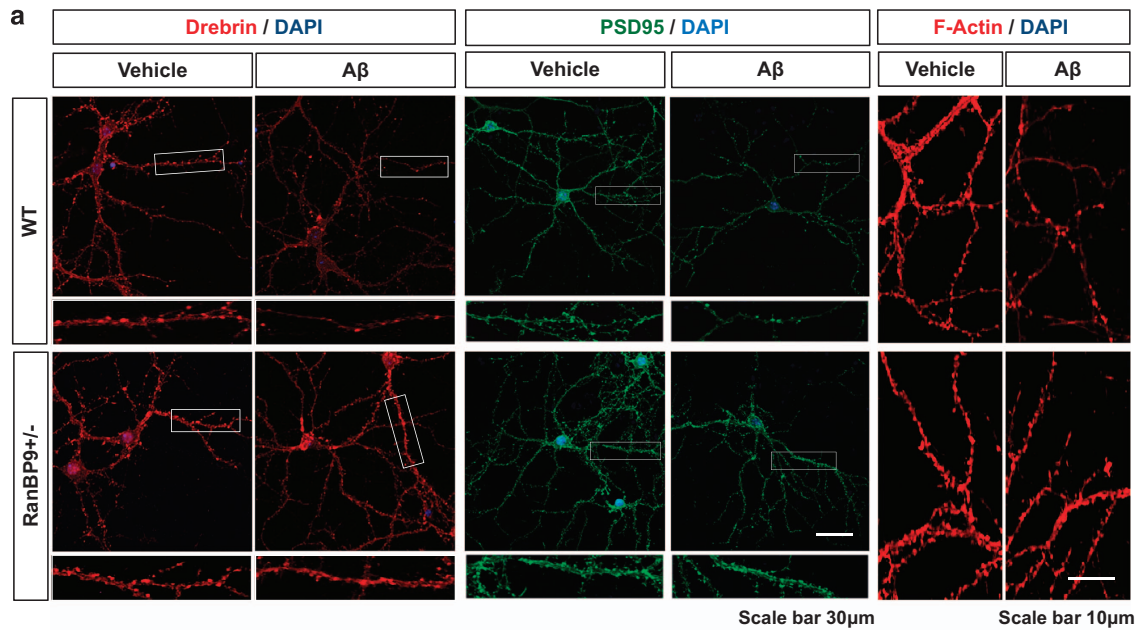 a
Drebrin / DAPI
PSD95 / DAPI
F-Actin / DAPI
Vehicle
Aβ
Vehicle
Aβ
Vehicle
Aβ
WT
RanBP9+/-
Scale bar 30μm
Scale bar 10μm